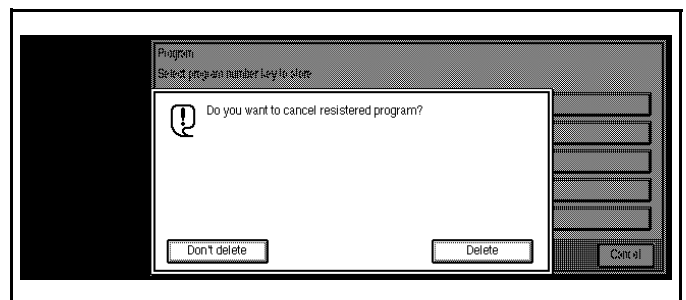 Program
Select program number key to store
Do you want to cancel resistered program?
Don't delete
Delete
Cancel